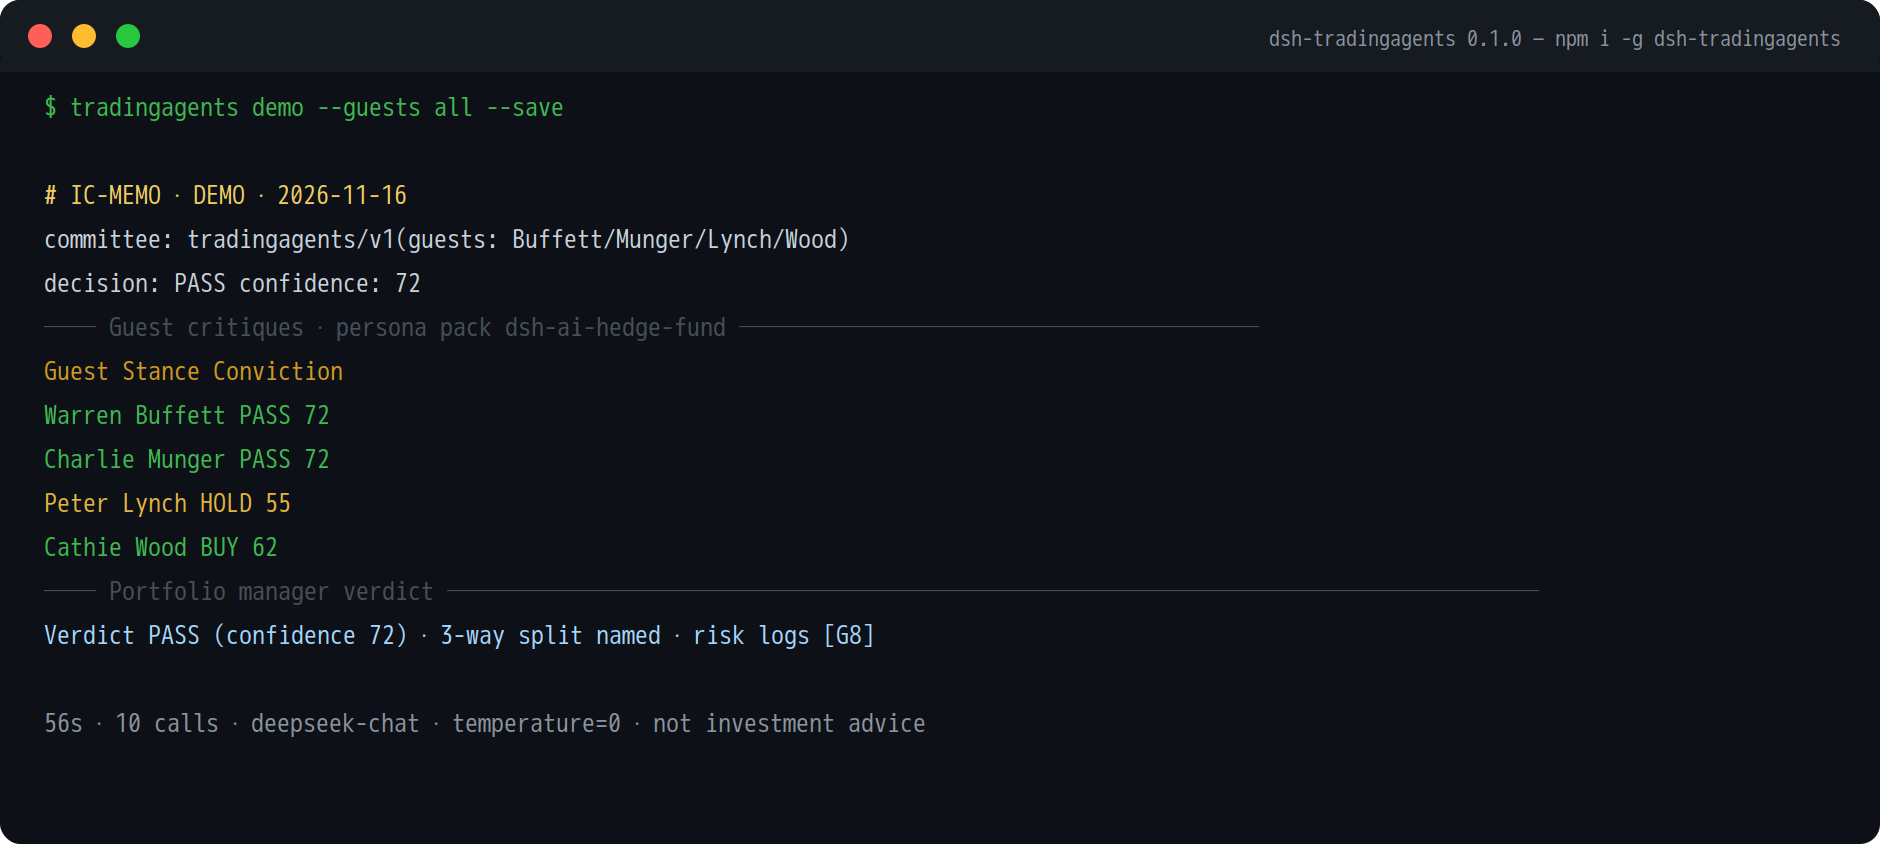 dsh-tradingagents 0.1.0 — npm i -g dsh-tradingagents
$ tradingagents demo --guests all --save
# IC-MEMO · DEMO · 2026-11-16
committee: tradingagents/v1(guests: Buffett/Munger/Lynch/Wood)
decision: PASS confidence: 72
──── Guest critiques · persona pack dsh-ai-hedge-fund ────────────────────────────────────────
Guest Stance Conviction
Warren Buffett PASS 72
Charlie Munger PASS 72
Peter Lynch HOLD 55
Cathie Wood BUY 62
──── Portfolio manager verdict ────────────────────────────────────────────────────────────────────────────────────
Verdict PASS (confidence 72) · 3-way split named · risk logs [G8]
56s · 10 calls · deepseek-chat · temperature=0 · not investment advice